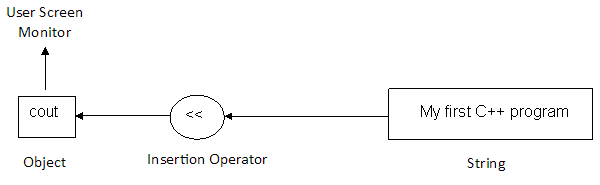 User Screen
Monitor
cout
<<
My first C++ program
Object
Insertion Operator
String